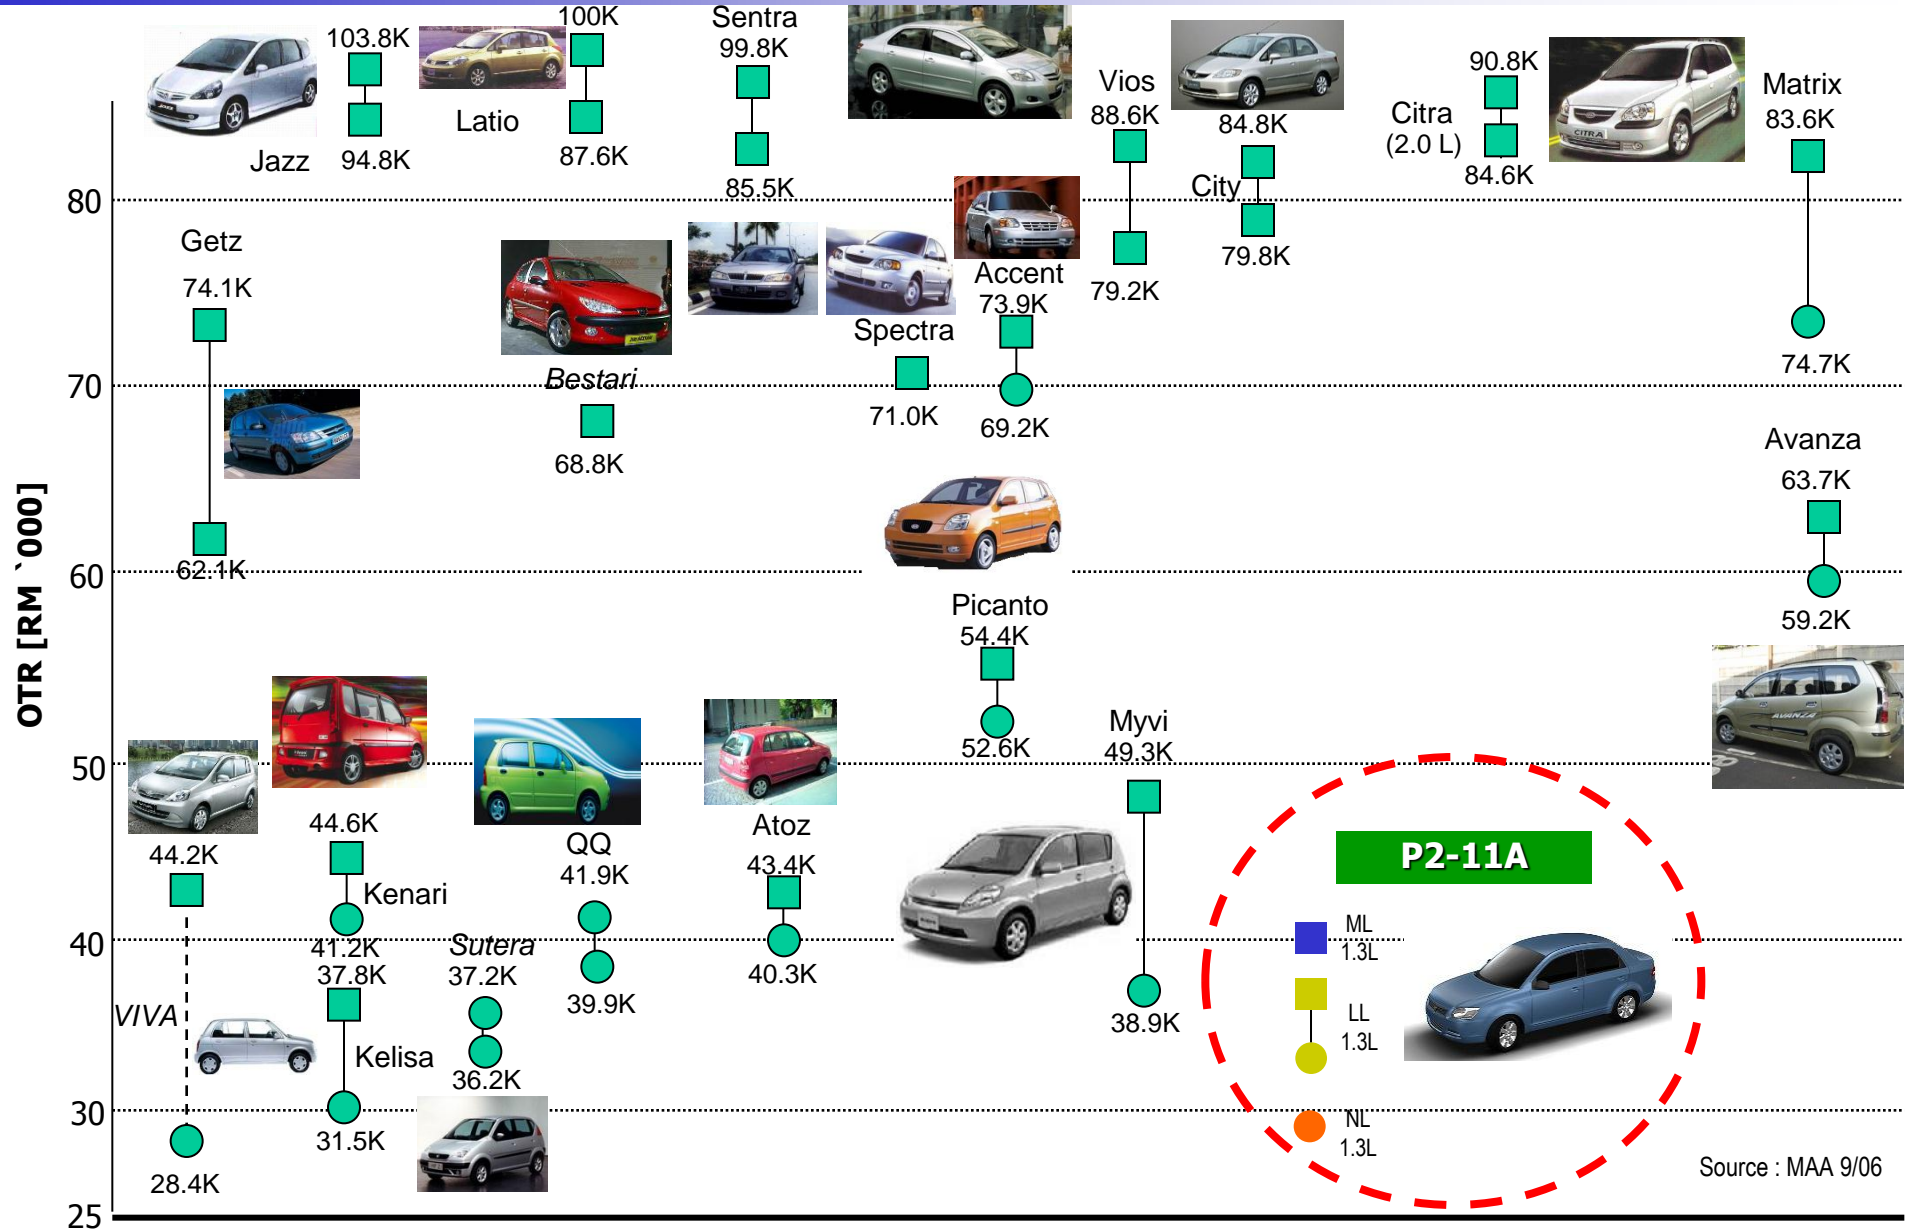 100K
Sentra
99.8K
103.8K
Latio
87.6K
85.5K
Jazz
94.8K
Vios
88.6K
79.2K
84.8K
City
79.8K
Citra
(2.0 L)
90.8K
84.6K
CITRA
Matrix
83.6K
74.7K
80
Getz
74.1K
62.1K
Bestari
68.8K
Spectra
71.0K
Accent
73.9K
69.2K
70
Avanza
63.7K
59.2K
AVANZA
60
OTR [RM `000]
Picanto
54.4K
52.6K
Myvi
49.3K
38.9K
50
44.2K
VIVA
28.4K
44.6K
Kenari
41.2K
37.8K
Kelisa
31.5K
Sutera
37.2K
36.2K
QQ
41.9K
39.9K
Atoz
43.4K
40.3K
40
P2-11A
ML
1.3L
LL
1.3L
NL
1.3L
30
25
Source : MAA 9/06